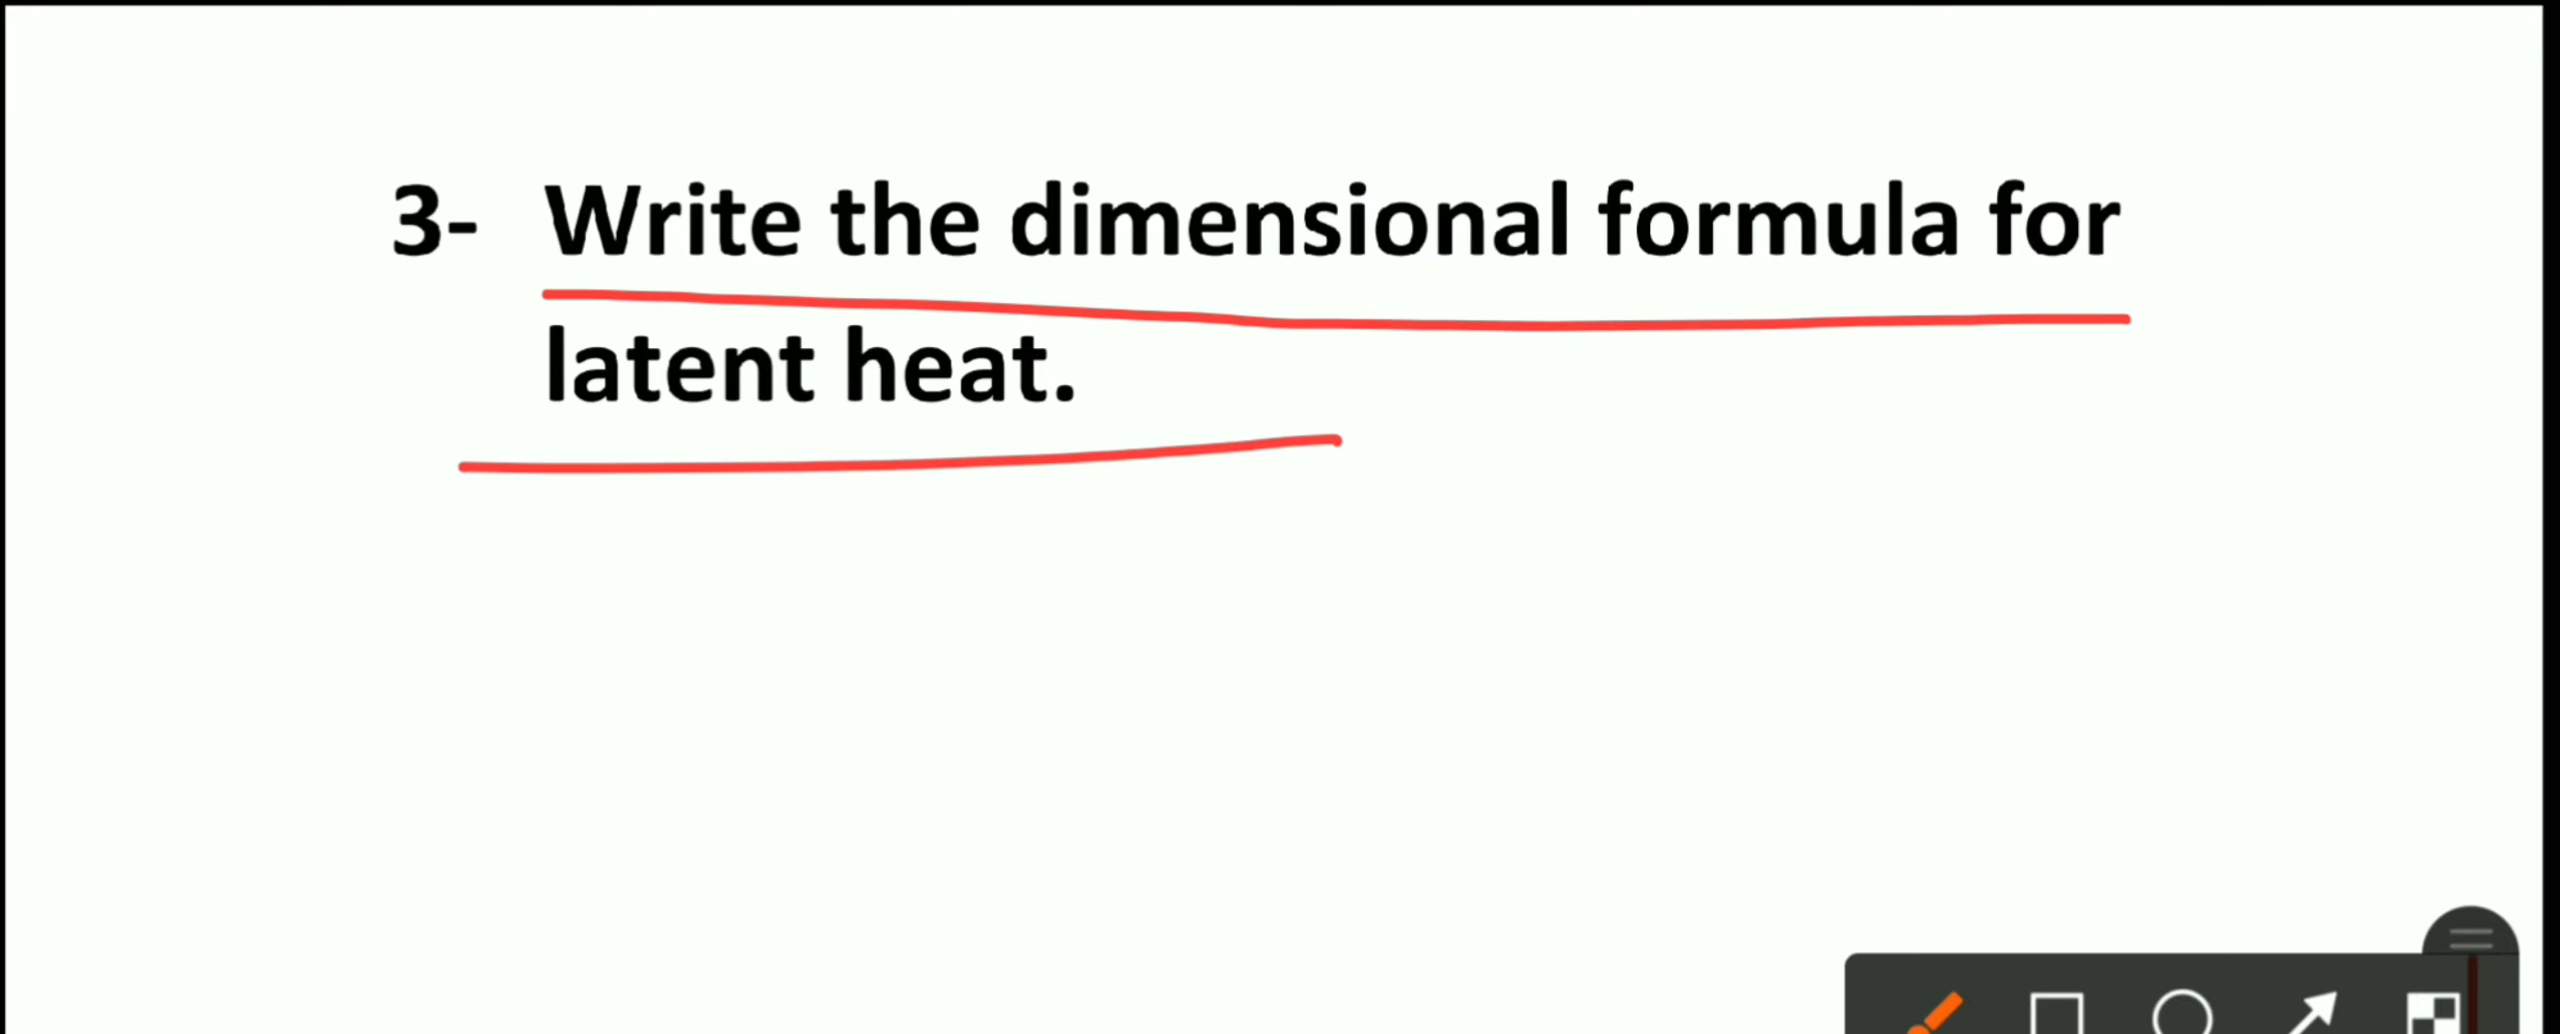 3- Write the dimensional formula for
latent heat.